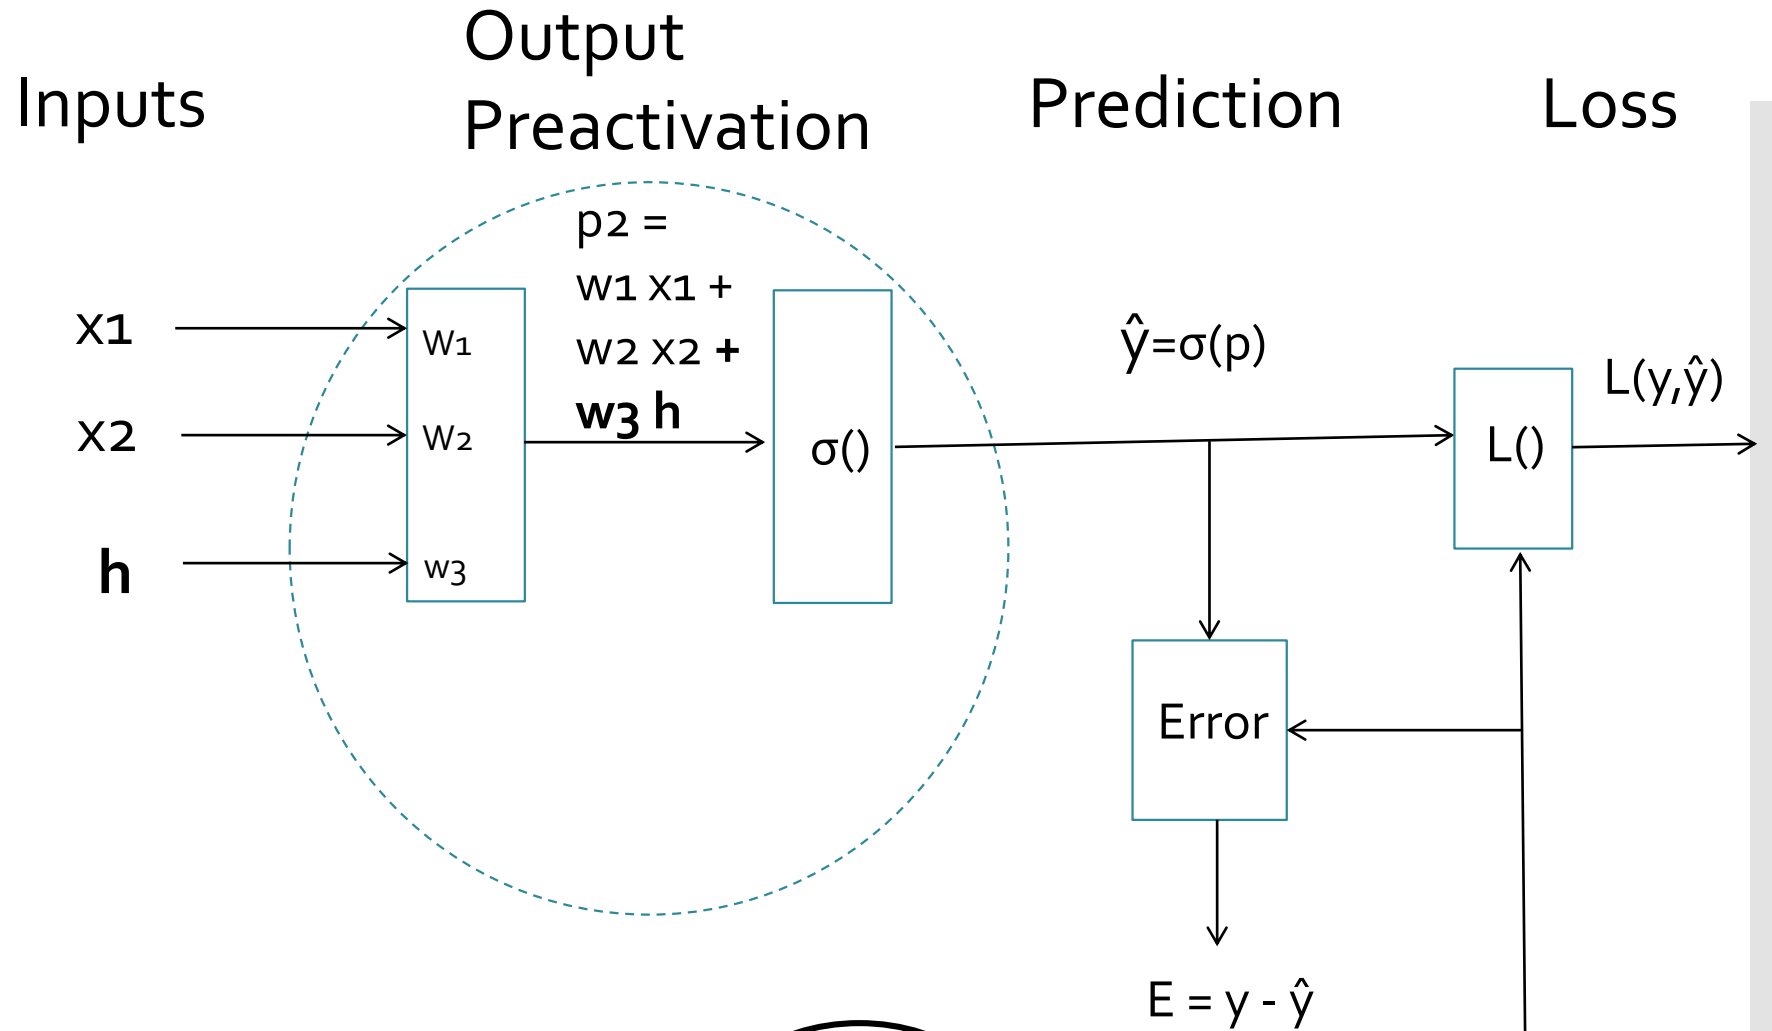 Inputs
Output
Preactivation
Prediction
Loss
p2 =
w1 x1 +
w2 x2 +
w3 h
x1
x2
h
W1
W2
w3
σ()
ŷ=σ(p)
L()
L(y,ŷ)
Error
E = y - ŷ